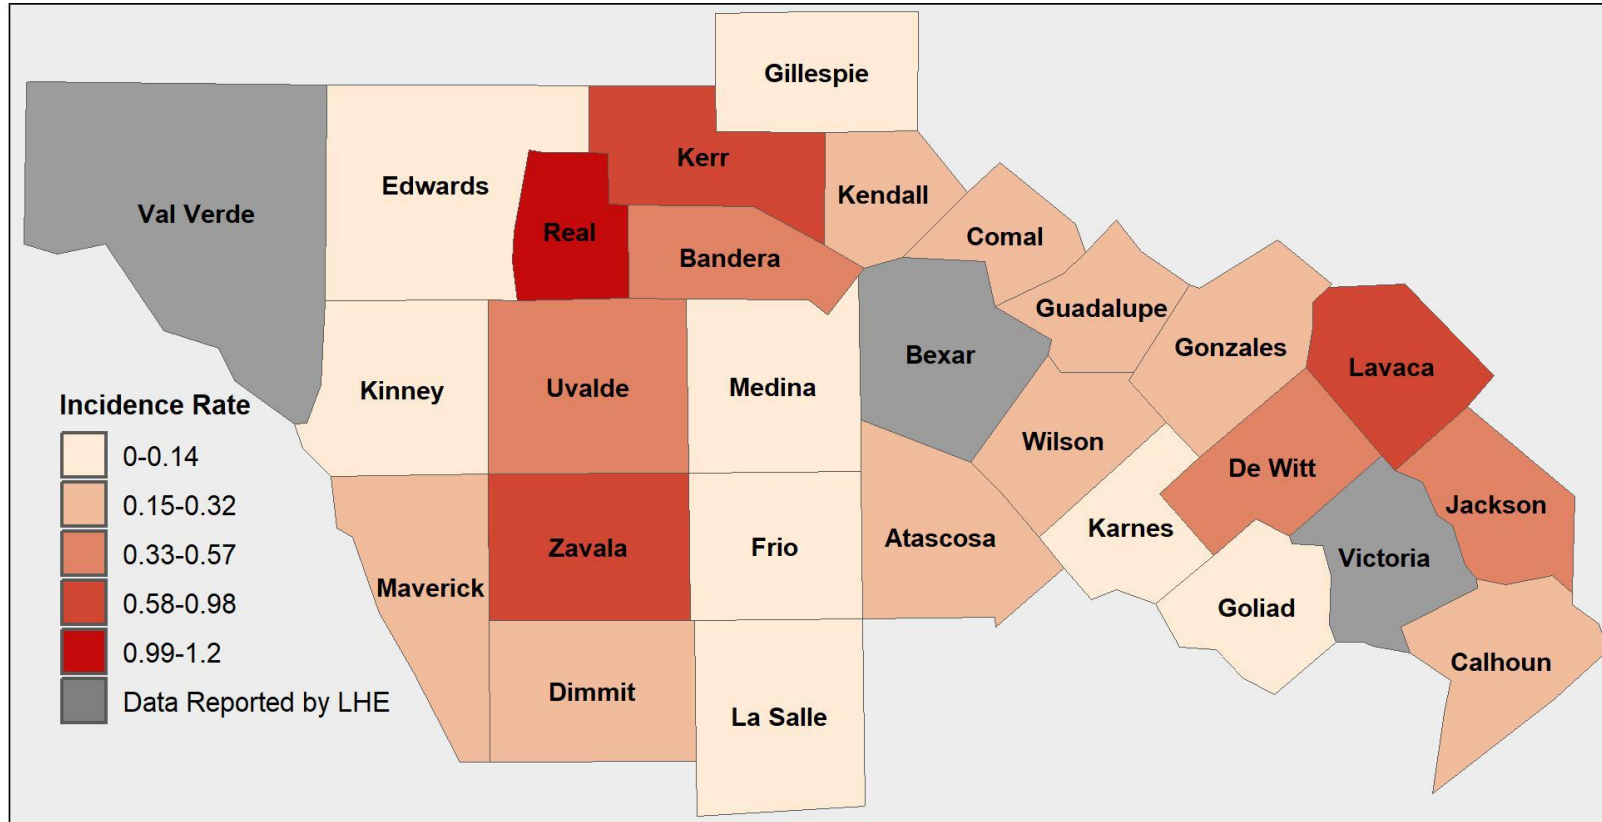 Gillespie
Kerr
Edwards
Kendall
Val Verde
Real
Comal
Bandera
Guadalupe
Gonzales
Bexar
Lavaca
Kinney
Uvalde
Medina
Wilson
De Witt
Jackson
Karnes
Atascosa
Zavala
Frio
Victoria
Maverick
Goliad
Calhoun
Dimmit
La Salle
Incidence Rate
0-0.14
0.15-0.32
0.33-0.57
0.58-0.98
0.99-1.2
Data Reported by LHE